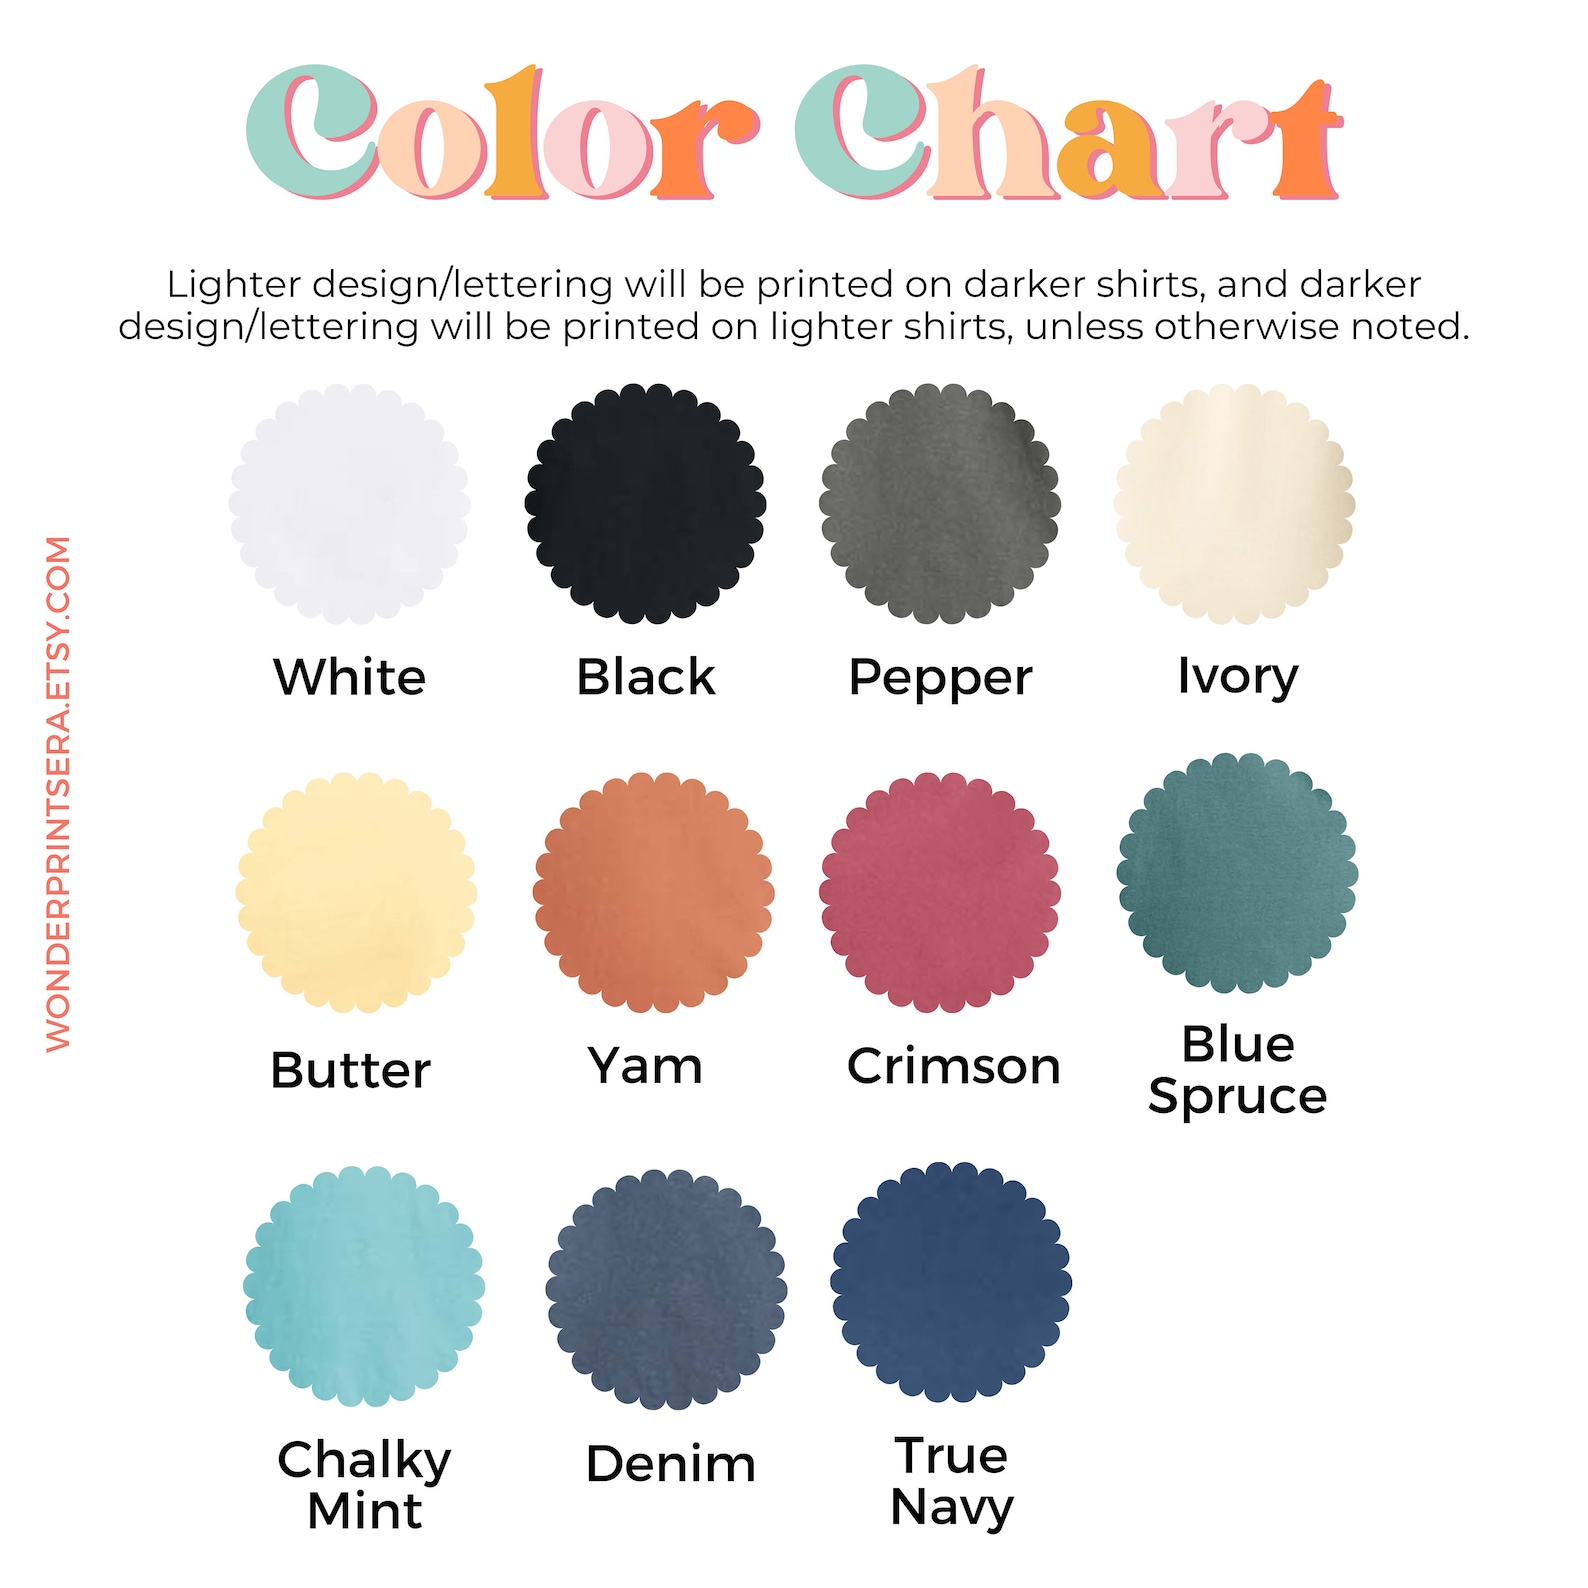 Color Chart
Lighter design/lettering will be printed on darker shirts, and darker
design/lettering will be printed on lighter shirts, unless otherwise noted.
WONDERPRINTSERA.ETSY.COM
White
Black
Pepper
Ivory
Butter
Yam
Crimson
Blue
Spruce
Chalky
Mint
Denim
True
Navy